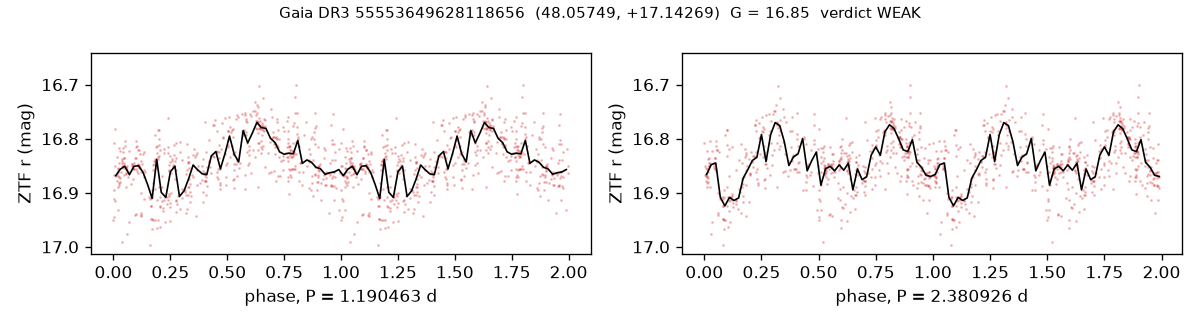 Gaia DR3 55553649628118656  (48.05749, +17.14269)  G = 16.85  verdict WEAK
ZTF r (mag)
16.7
16.8
16.9
17.0
0.00 0.25 0.50 0.75 1.00 1.25 1.50 1.75 2.00
phase, P = 1.190463 d
ZTF r (mag)
16.7
16.8
16.9
17.0
0.00 0.25 0.50 0.75 1.00 1.25 1.50 1.75 2.00
phase, P = 2.380926 d